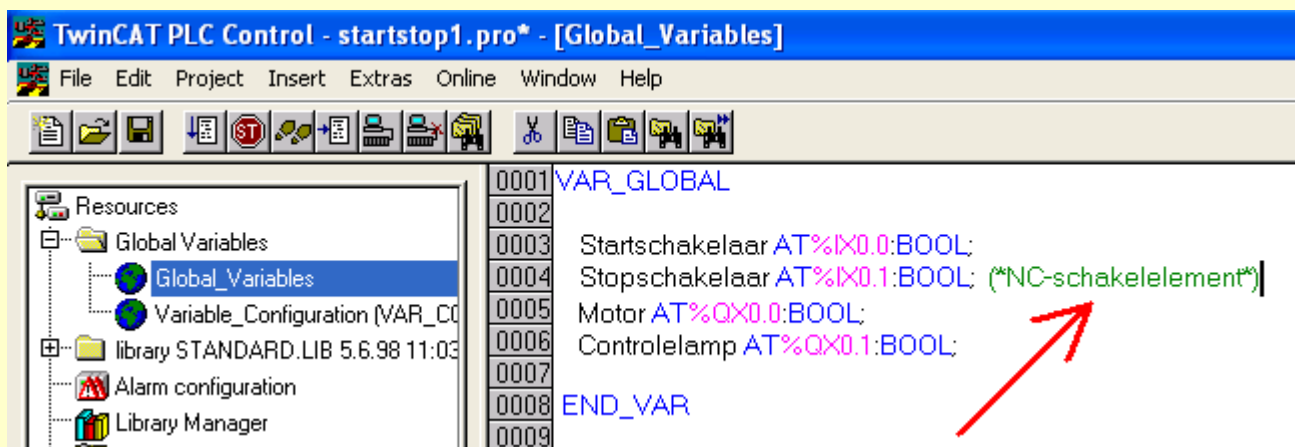 TwinCAT PLC Control - startstop1.pro* - [Global_Variables]
File Edit Project Insert Extras Online Window Help
ST
Resources
Global Variables
Global_Variables
Variable_Configuration (VAR_CO
library STANDARD.LIB 5.6.98 11:03
Alarm configuration
Library Manager
0001 VAR_GLOBAL
0002
0003 Startschakelaar AT%IX0.0:BOOL;
0004 Stopschakelaar AT%IX0.1:BOOL; (*NC-schakelelement*)
0005 Motor AT%QX0.0:BOOL;
0006 Controlelamp AT%QX0.1:BOOL;
0007
0008 END_VAR
0009